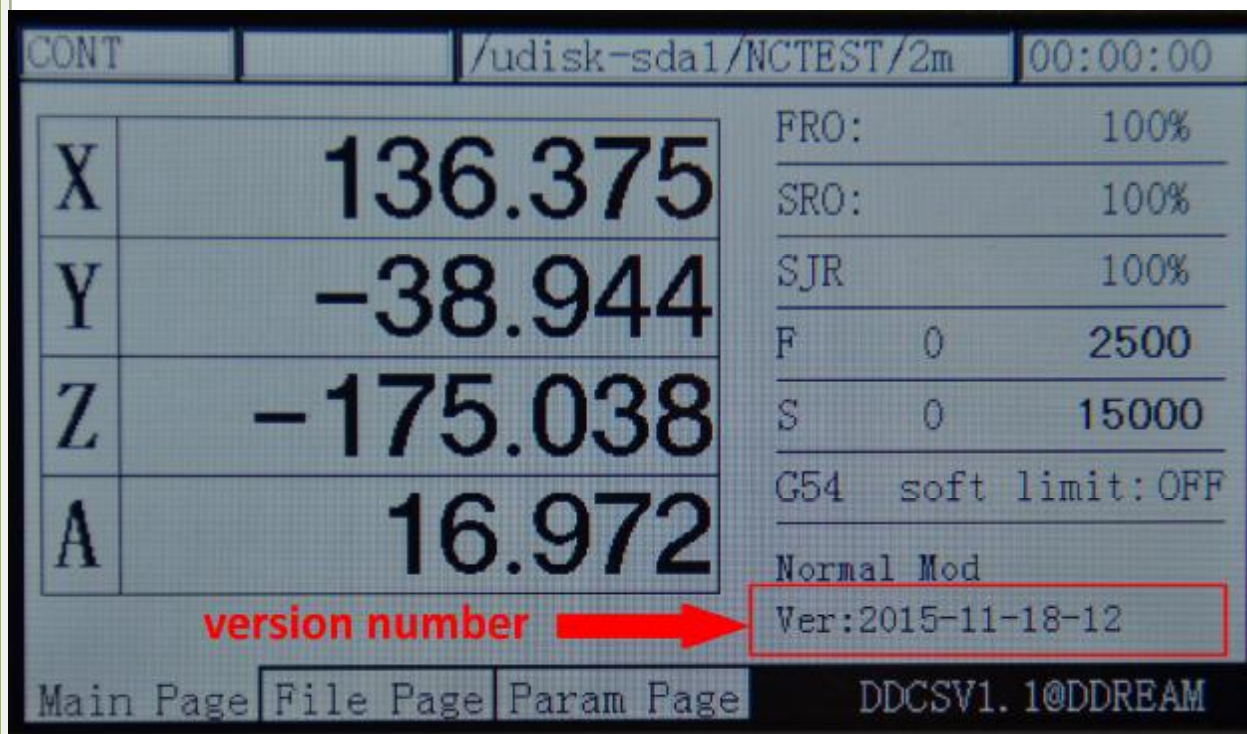 CONT /udisk-sda1/NCTEST/2m 00:00:00
X 136.375
Y -38.944
Z -175.038
A 16.972
FRO: 100%
SRO: 100%
SJR 100%
F 0 2500
S 0 15000
G54 soft limit:OFF
Normal Mod
Ver:2015-11-18-12
version number
Main Page File Page Param Page DDCSV1.1@DDREAM